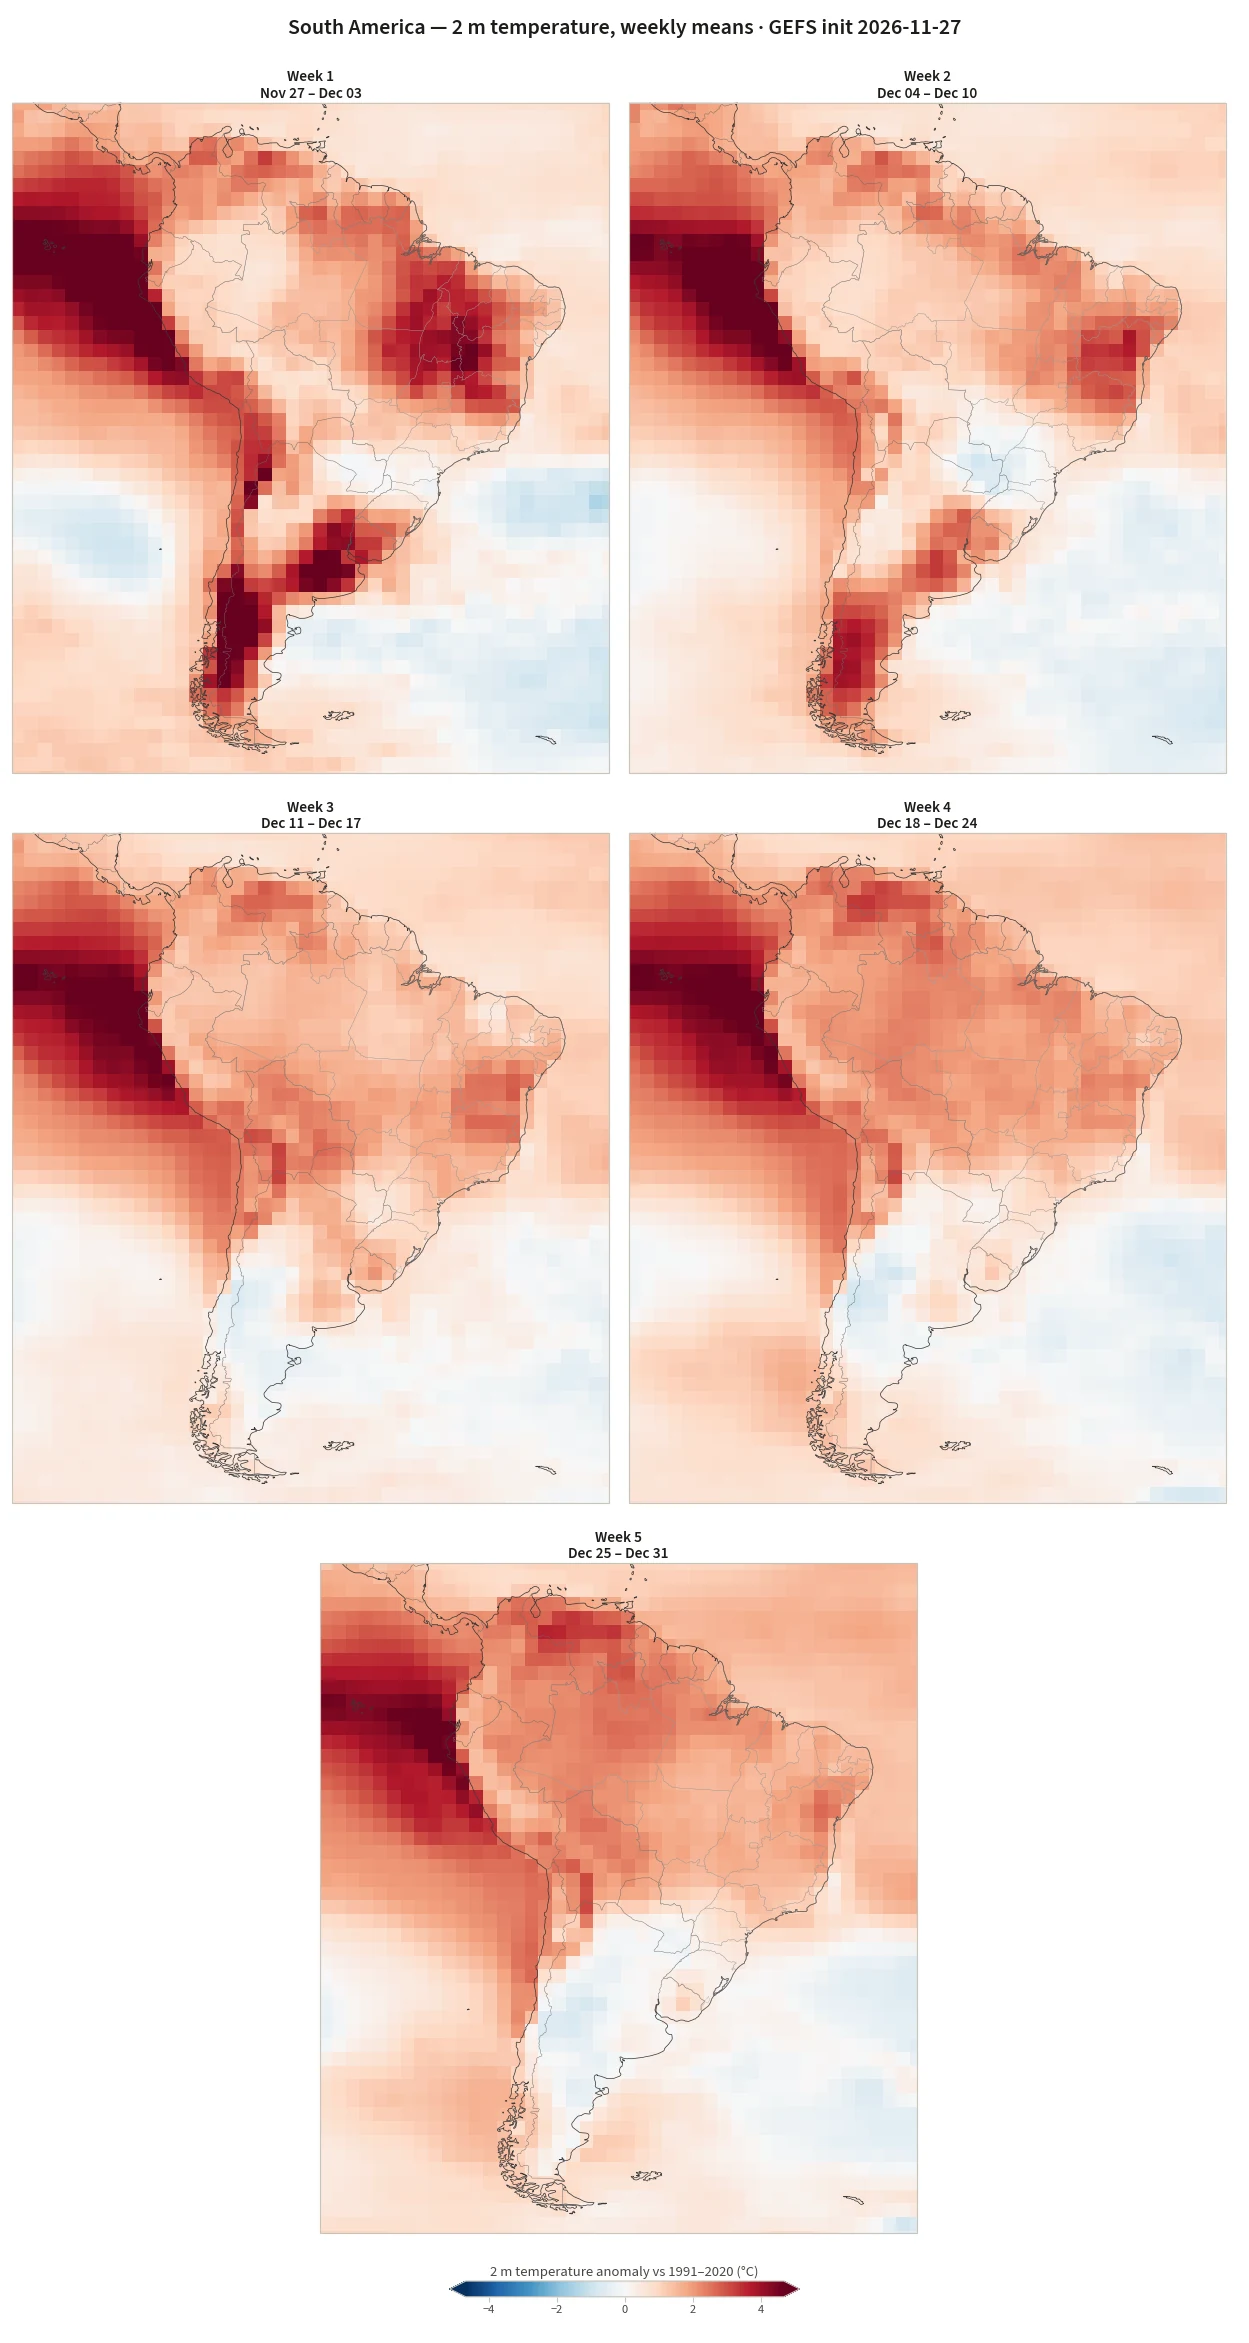 South America — 2 m temperature, weekly means · GEFS init 2026-11-27
Week 1
Nov 27 – Dec 03
Week 2
Dec 04 – Dec 10
Week 3
Dec 11 – Dec 17
Week 4
Dec 18 – Dec 24
Week 5
Dec 25 – Dec 31
2 m temperature anomaly vs 1991–2020 (°C)
−4 −2 0 2 4